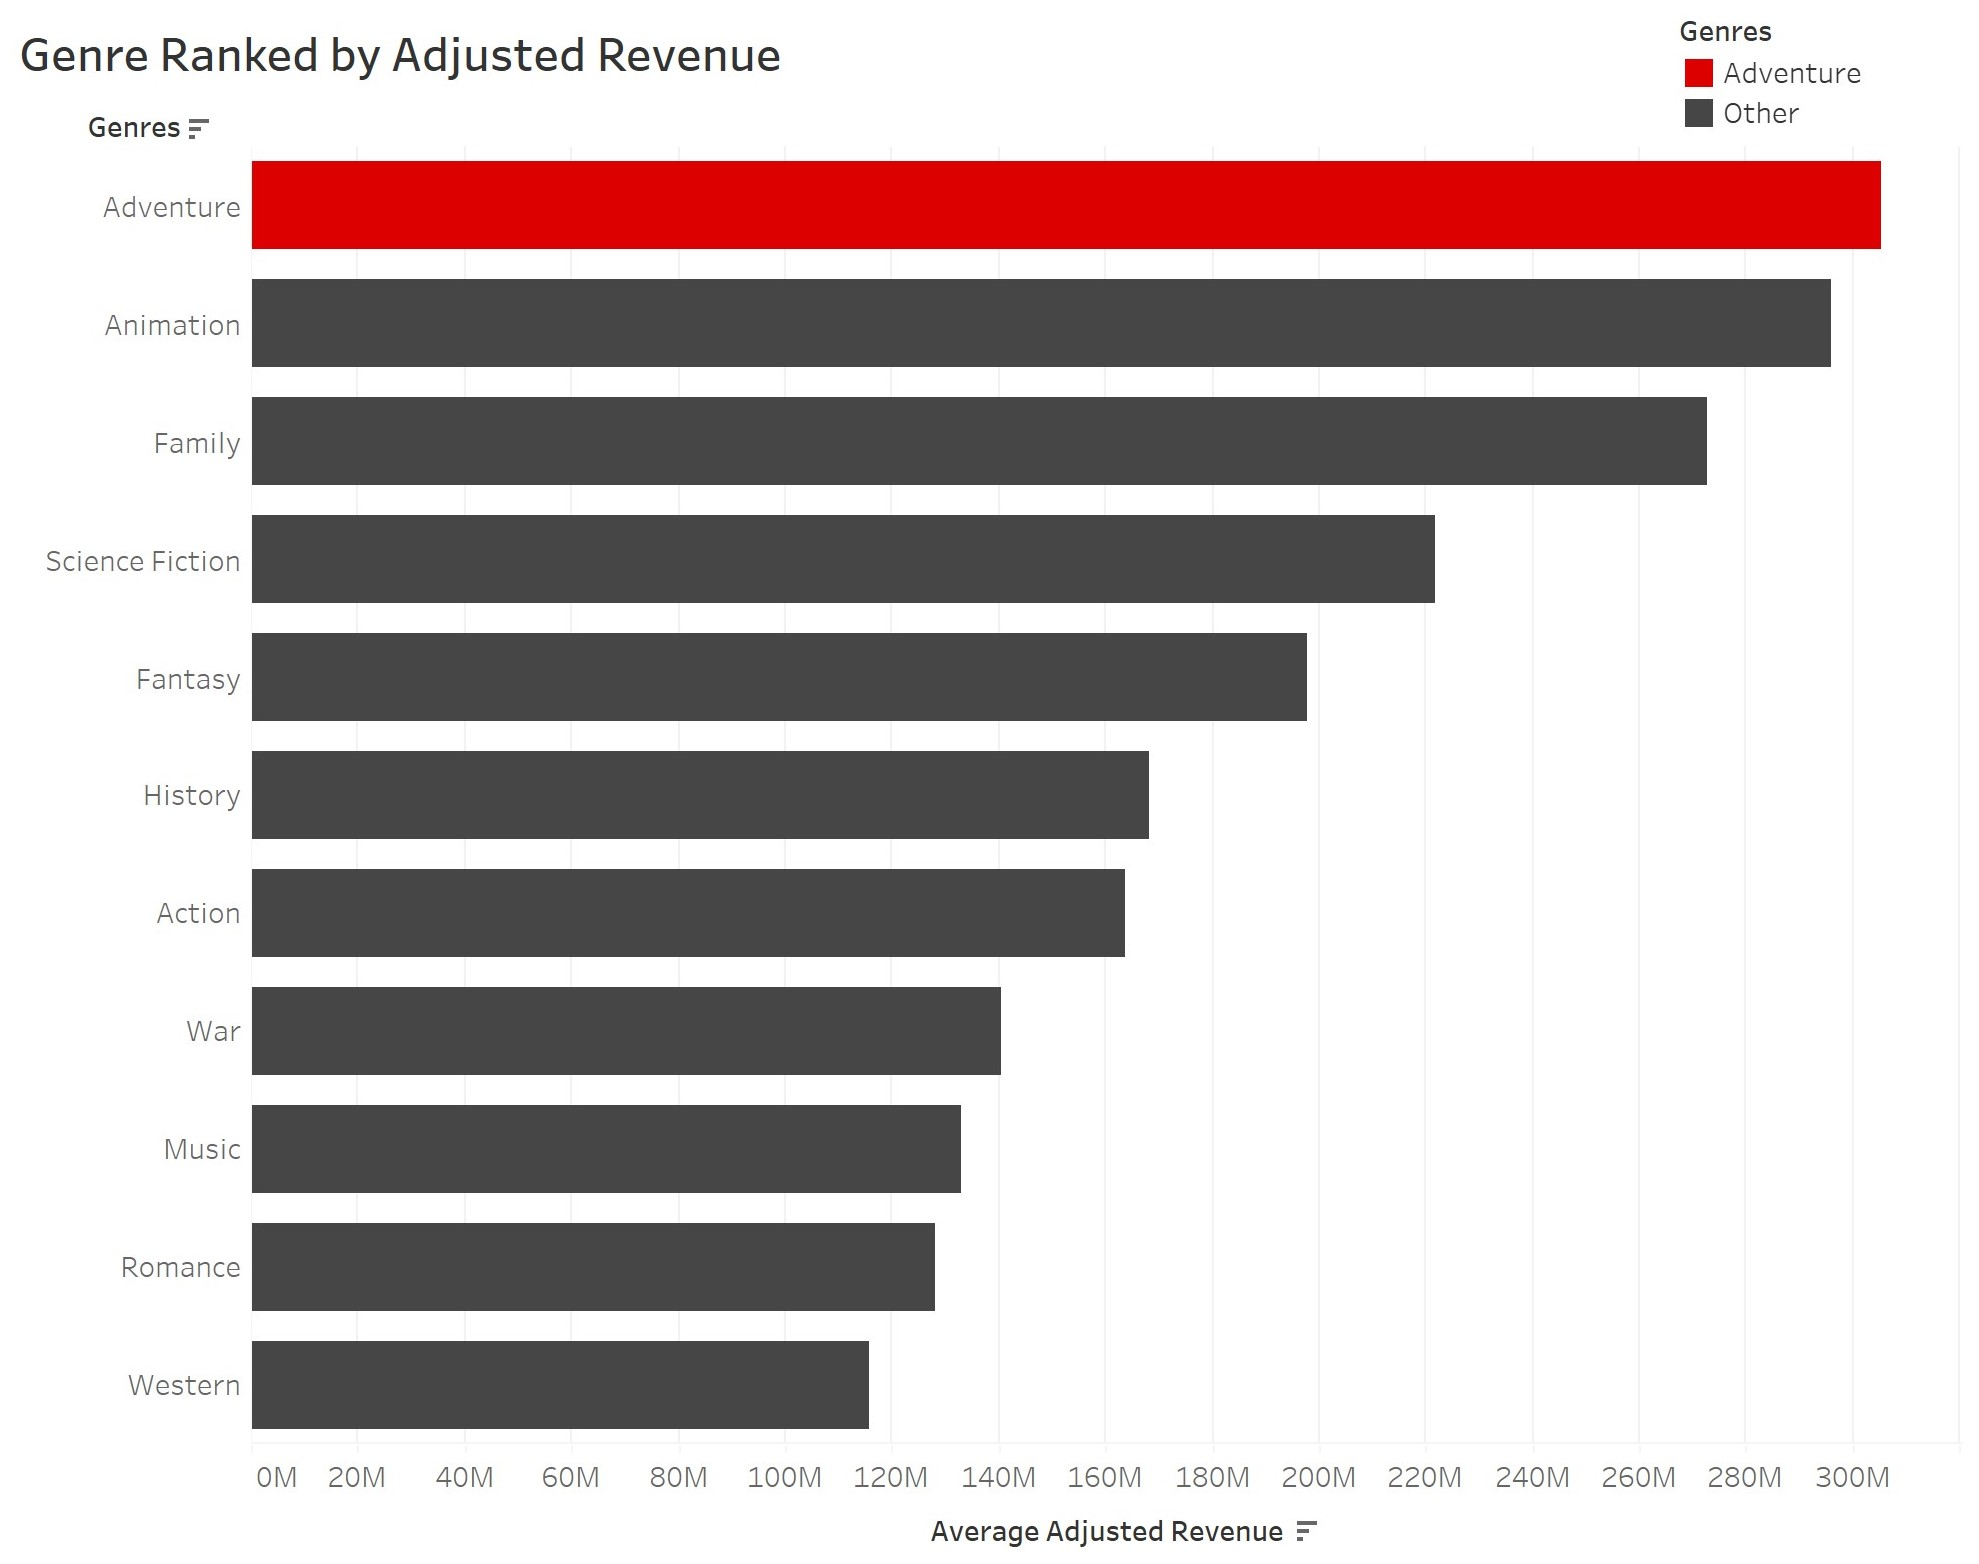 Genre Ranked by Adjusted Revenue
Genres
Adventure
Other
Genres
Adventure
Animation
Family
Science Fiction
Fantasy
History
Action
War
Music
Romance
Western
0M 20M 40M 60M 80M 100M 120M 140M 160M 180M 200M 220M 240M 260M 280M 300M
Average Adjusted Revenue